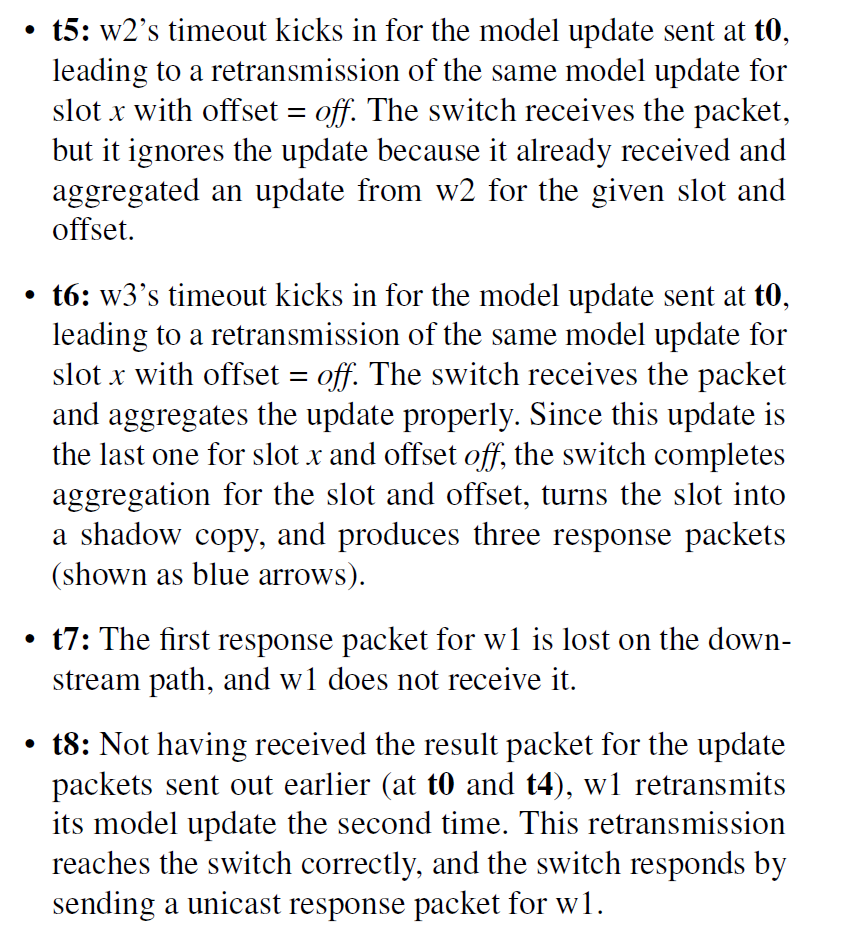 • t5: w2’s timeout kicks in for the model update sent at t0,
leading to a retransmission of the same model update for
slot x with offset = off. The switch receives the packet,
but it ignores the update because it already received and
aggregated an update from w2 for the given slot and
offset.
• t6: w3’s timeout kicks in for the model update sent at t0,
leading to a retransmission of the same model update for
slot x with offset = off. The switch receives the packet
and aggregates the update properly. Since this update is
the last one for slot x and offset off, the switch completes
aggregation for the slot and offset, turns the slot into
a shadow copy, and produces three response packets
(shown as blue arrows).
• t7: The first response packet for w1 is lost on the down-
stream path, and w1 does not receive it.
• t8: Not having received the result packet for the update
packets sent out earlier (at t0 and t4), w1 retransmits
its model update the second time. This retransmission
reaches the switch correctly, and the switch responds by
sending a unicast response packet for w1.